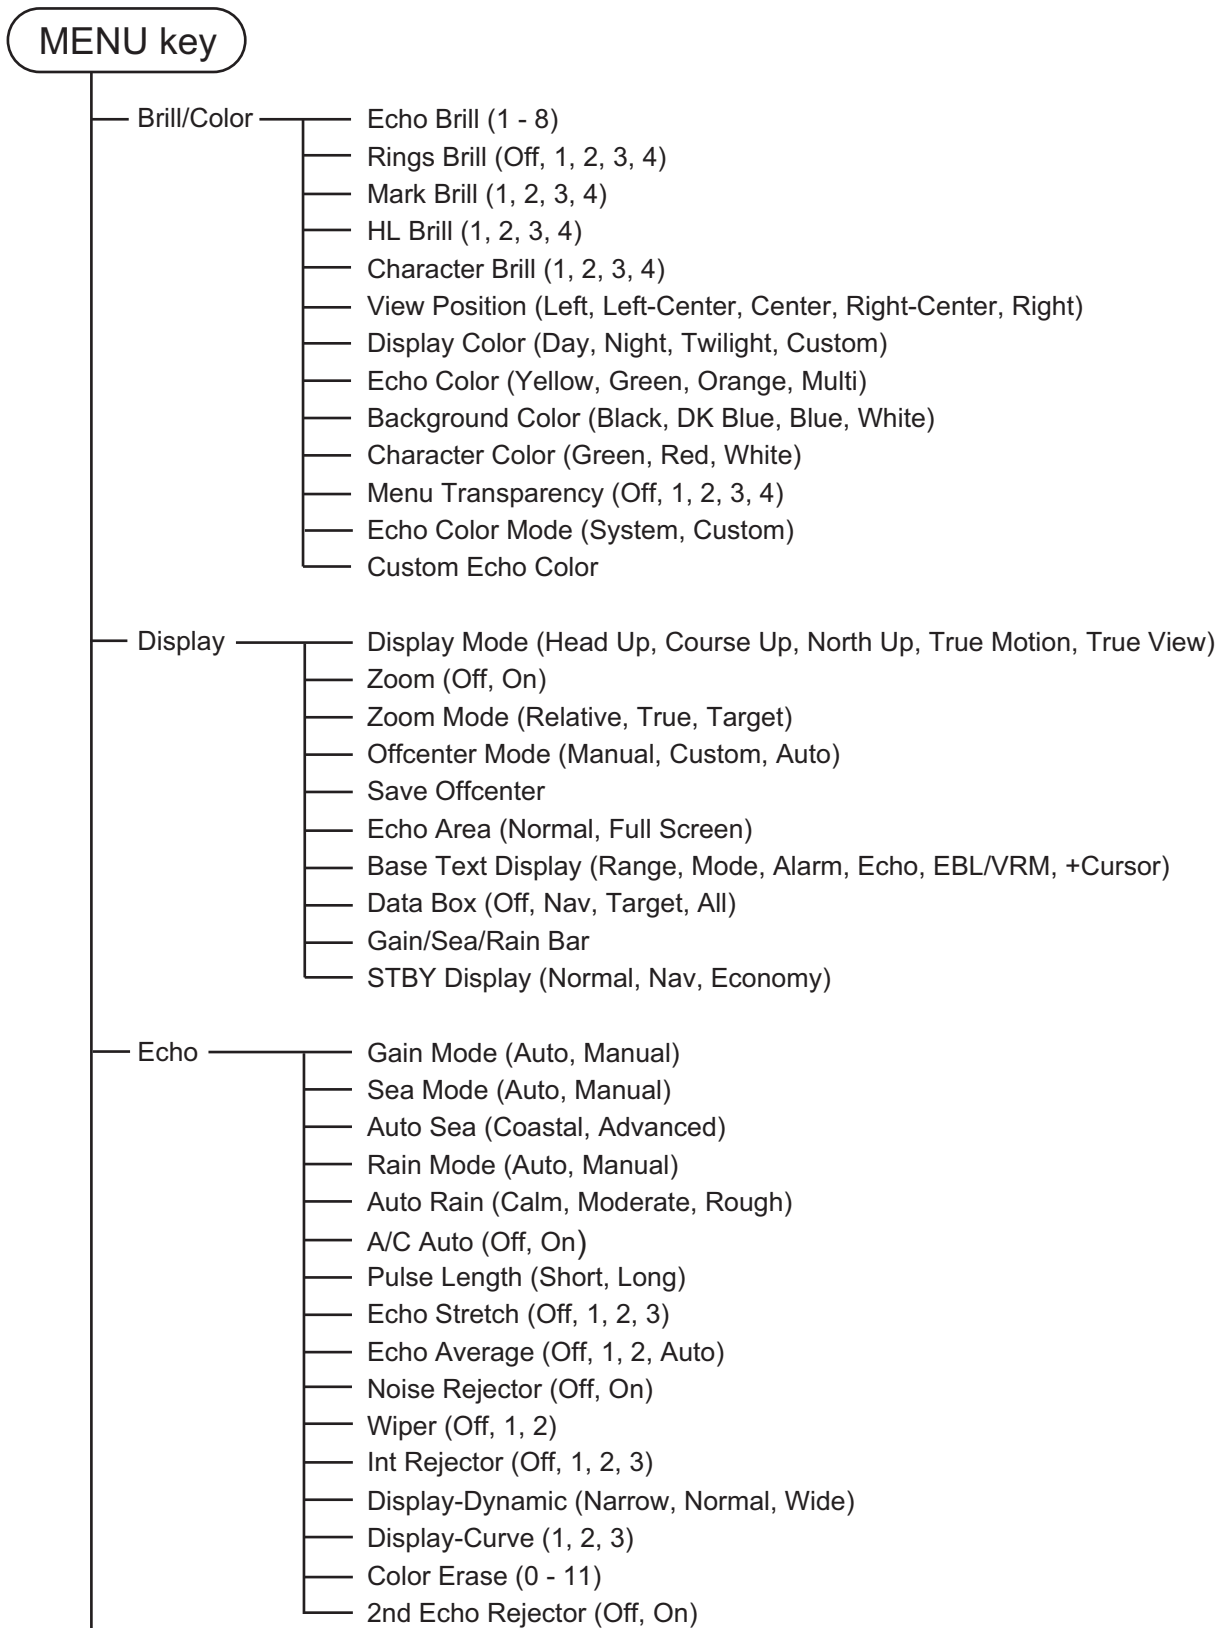 MENU key
Brill/Color
Echo Brill (1 - 8)
Rings Brill (Off, 1, 2, 3, 4)
Mark Brill (1, 2, 3, 4)
HL Brill (1, 2, 3, 4)
Character Brill (1, 2, 3, 4)
View Position (Left, Left-Center, Center, Right-Center, Right)
Display Color (Day, Night, Twilight, Custom)
Echo Color (Yellow, Green, Orange, Multi)
Background Color (Black, DK Blue, Blue, White)
Character Color (Green, Red, White)
Menu Transparency (Off, 1, 2, 3, 4)
Echo Color Mode (System, Custom)
Custom Echo Color
Display
Display Mode (Head Up, Course Up, North Up, True Motion, True View)
Zoom (Off, On)
Zoom Mode (Relative, True, Target)
Offcenter Mode (Manual, Custom, Auto)
Save Offcenter
Echo Area (Normal, Full Screen)
Base Text Display (Range, Mode, Alarm, Echo, EBL/VRM, +Cursor)
Data Box (Off, Nav, Target, All)
Gain/Sea/Rain Bar
STBY Display (Normal, Nav, Economy)
Echo
Gain Mode (Auto, Manual)
Sea Mode (Auto, Manual)
Auto Sea (Coastal, Advanced)
Rain Mode (Auto, Manual)
Auto Rain (Calm, Moderate, Rough)
A/C Auto (Off, On)
Pulse Length (Short, Long)
Echo Stretch (Off, 1, 2, 3)
Echo Average (Off, 1, 2, Auto)
Noise Rejector (Off, On)
Wiper (Off, 1, 2)
Int Rejector (Off, 1, 2, 3)
Display-Dynamic (Narrow, Normal, Wide)
Display-Curve (1, 2, 3)
Color Erase (0 - 11)
2nd Echo Rejector (Off, On)